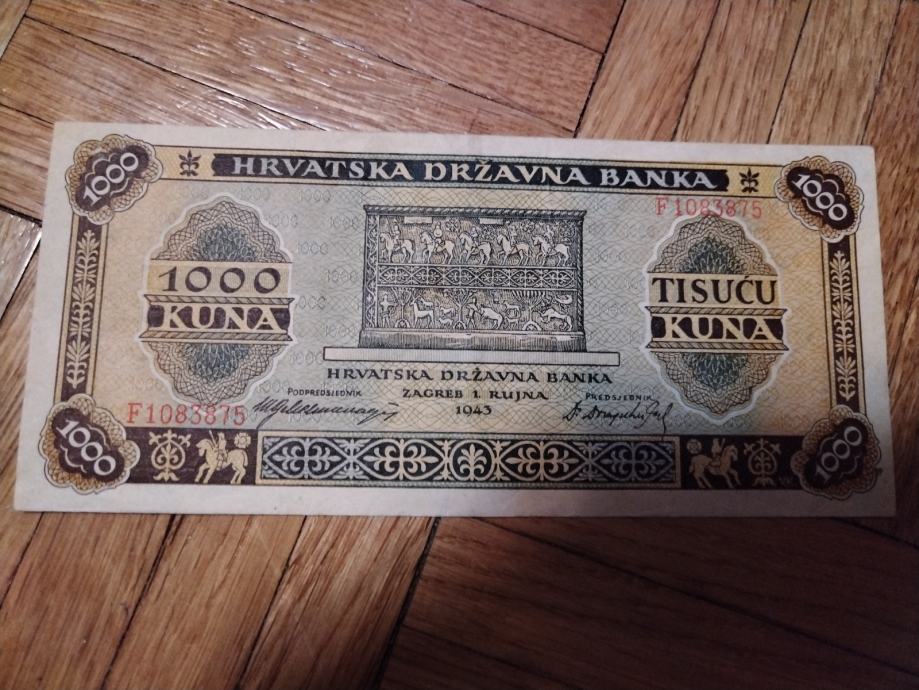 1000
HRVATSKA DRŽAVNA BANKA
1000
F1083875
1000
KUNA
TISUĆU
KUNA
HRVATSKA DRŽAVNA BANKA
PODPREDSJEDNIK
ZAGREB 1. RUJNA
PREDSJEDNIK
1943
F1083875
1000
1000